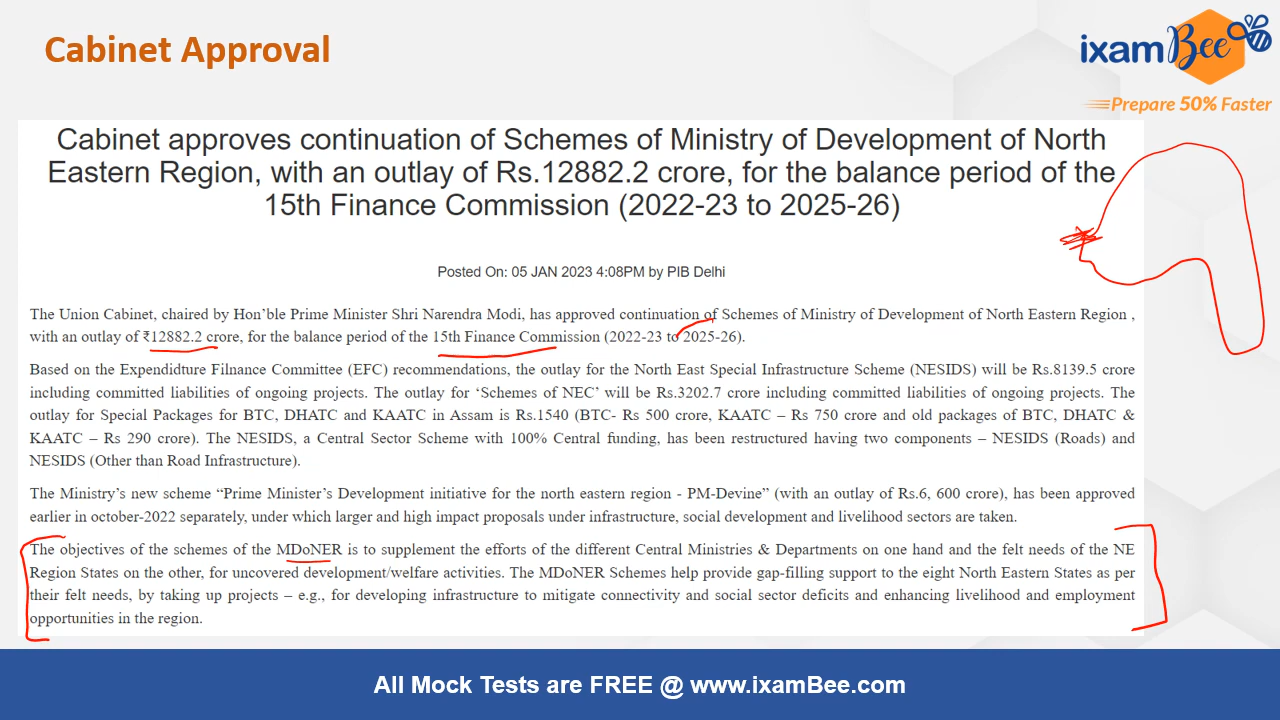 Cabinet Approval
ixamBee
Prepare 50% Faster
Cabinet approves continuation of Schemes of Ministry of Development of North
Eastern Region, with an outlay of Rs.12882.2 crore, for the balance period of the
15th Finance Commission (2022-23 to 2025-26)
Posted On: 05 JAN 2023 4:08PM by PIB Delhi
The Union Cabinet, chaired by Hon'ble Prime Minister Shri Narendra Modi, has approved continuation of Schemes of Ministry of Development of North Eastern Region ,
with an outlay of ₹12882.2 crore, for the balance period of the 15th Finance Commission (2022-23 to 2025-26).
Based on the Expendidture Filnance Committee (EFC) recommendations, the outlay for the North East Special Infrastructure Scheme (NESIDS) will be Rs.8139.5 crore
including committed liabilities of ongoing projects. The outlay for 'Schemes of NEC' will be Rs.3202.7 crore including committed liabilities of ongoing projects. The
outlay for Special Packages for BTC, DHATC and KAATC in Assam is Rs.1540 (BTC- Rs 500 crore, KAATC – Rs 750 crore and old packages of BTC, DHATC &
KAATC – Rs 290 crore). The NESIDS, a Central Sector Scheme with 100% Central funding, has been restructured having two components – NESIDS (Roads) and
NESIDS (Other than Road Infrastructure).
The Ministry's new scheme "Prime Minister's Development initiative for the north eastern region - PM-Devine" (with an outlay of Rs.6, 600 crore), has been approved
earlier in october-2022 separately, under which larger and high impact proposals under infrastructure, social development and livelihood sectors are taken.
The objectives of the schemes of the MDoNER is to supplement the efforts of the different Central Ministries & Departments on one hand and the felt needs of the NE
Region States on the other, for uncovered development/welfare activities. The MDoNER Schemes help provide gap-filling support to the eight North Eastern States as per
their felt needs, by taking up projects – e.g., for developing infrastructure to mitigate connectivity and social sector deficits and enhancing livelihood and employment
opportunities in the region.
All Mock Tests are FREE @ www.ixamBee.com